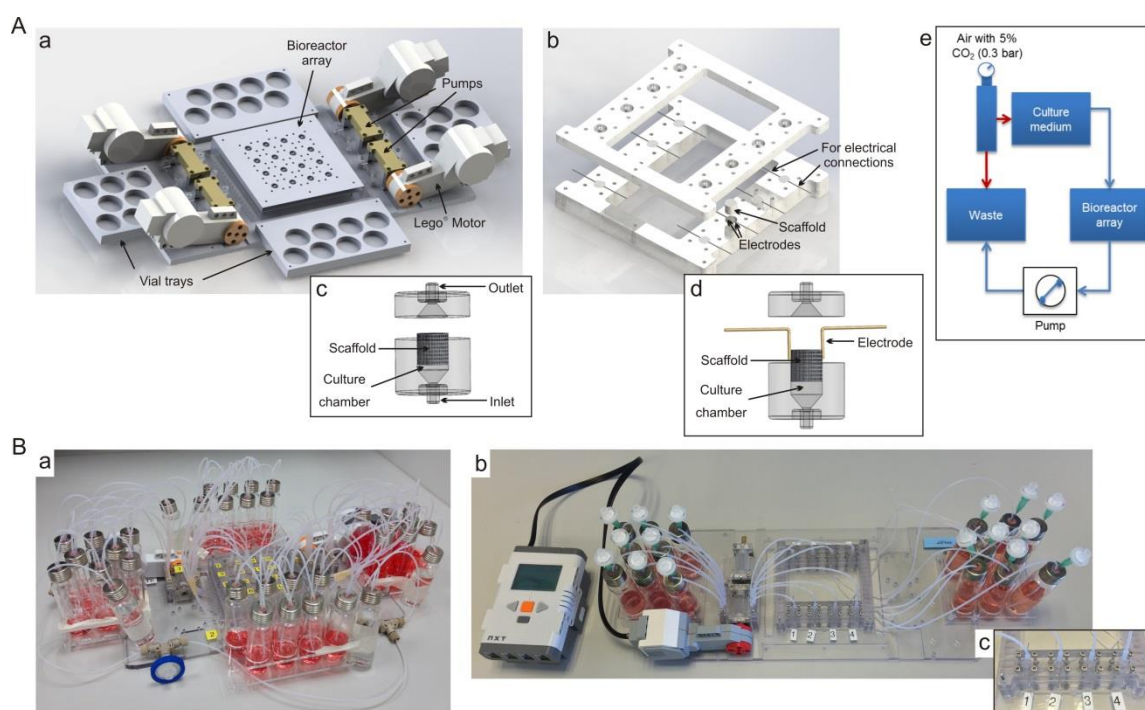 A
a
Bioreactor
array
Pumps
Lego® Motor
Vial trays
b
For electrical
connections
Scaffold
Electrodes
c
Outlet
Scaffold
Culture
chamber
Inlet
d
Electrode
Scaffold
Culture
chamber
e
Air with 5%
CO₂ (0.3 bar)
Culture
medium
Waste
Bioreactor
array
Pump
B
a
2
b
NXT
1 2 3 4
c
1 2 3 4